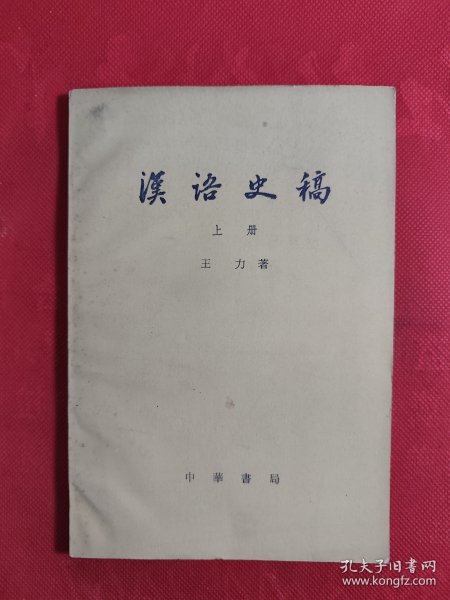 漢语史稿
上册
王力著
中華書局
孔夫子旧书网
www.kongfz.com